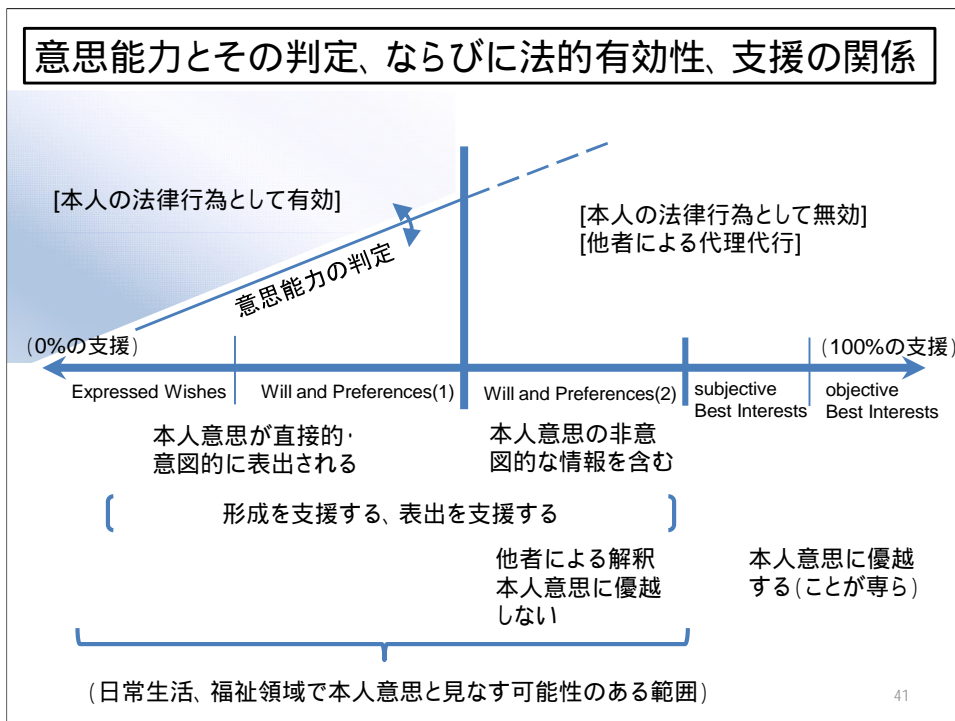 意思能力とその判定、ならびに法的有効性、支援の関係
[本人の法律行為として有効]
[本人の法律行為として無効]
[他者による代理代行]
意思能力の判定
(0%の支援)
(100%の支援)
Expressed Wishes
Will and Preferences(1)
Will and Preferences(2)
subjective
Best Interests
objective
Best Interests
本人意思が直接的・
意図的に表出される
本人意思の非意
図的な情報を含む
形成を支援する、表出を支援する
他者による解釈
本人意思に優越
しない
本人意思に優越
する(ことが専ら)
(日常生活、福祉領域で本人意思と見なす可能性のある範囲)
41